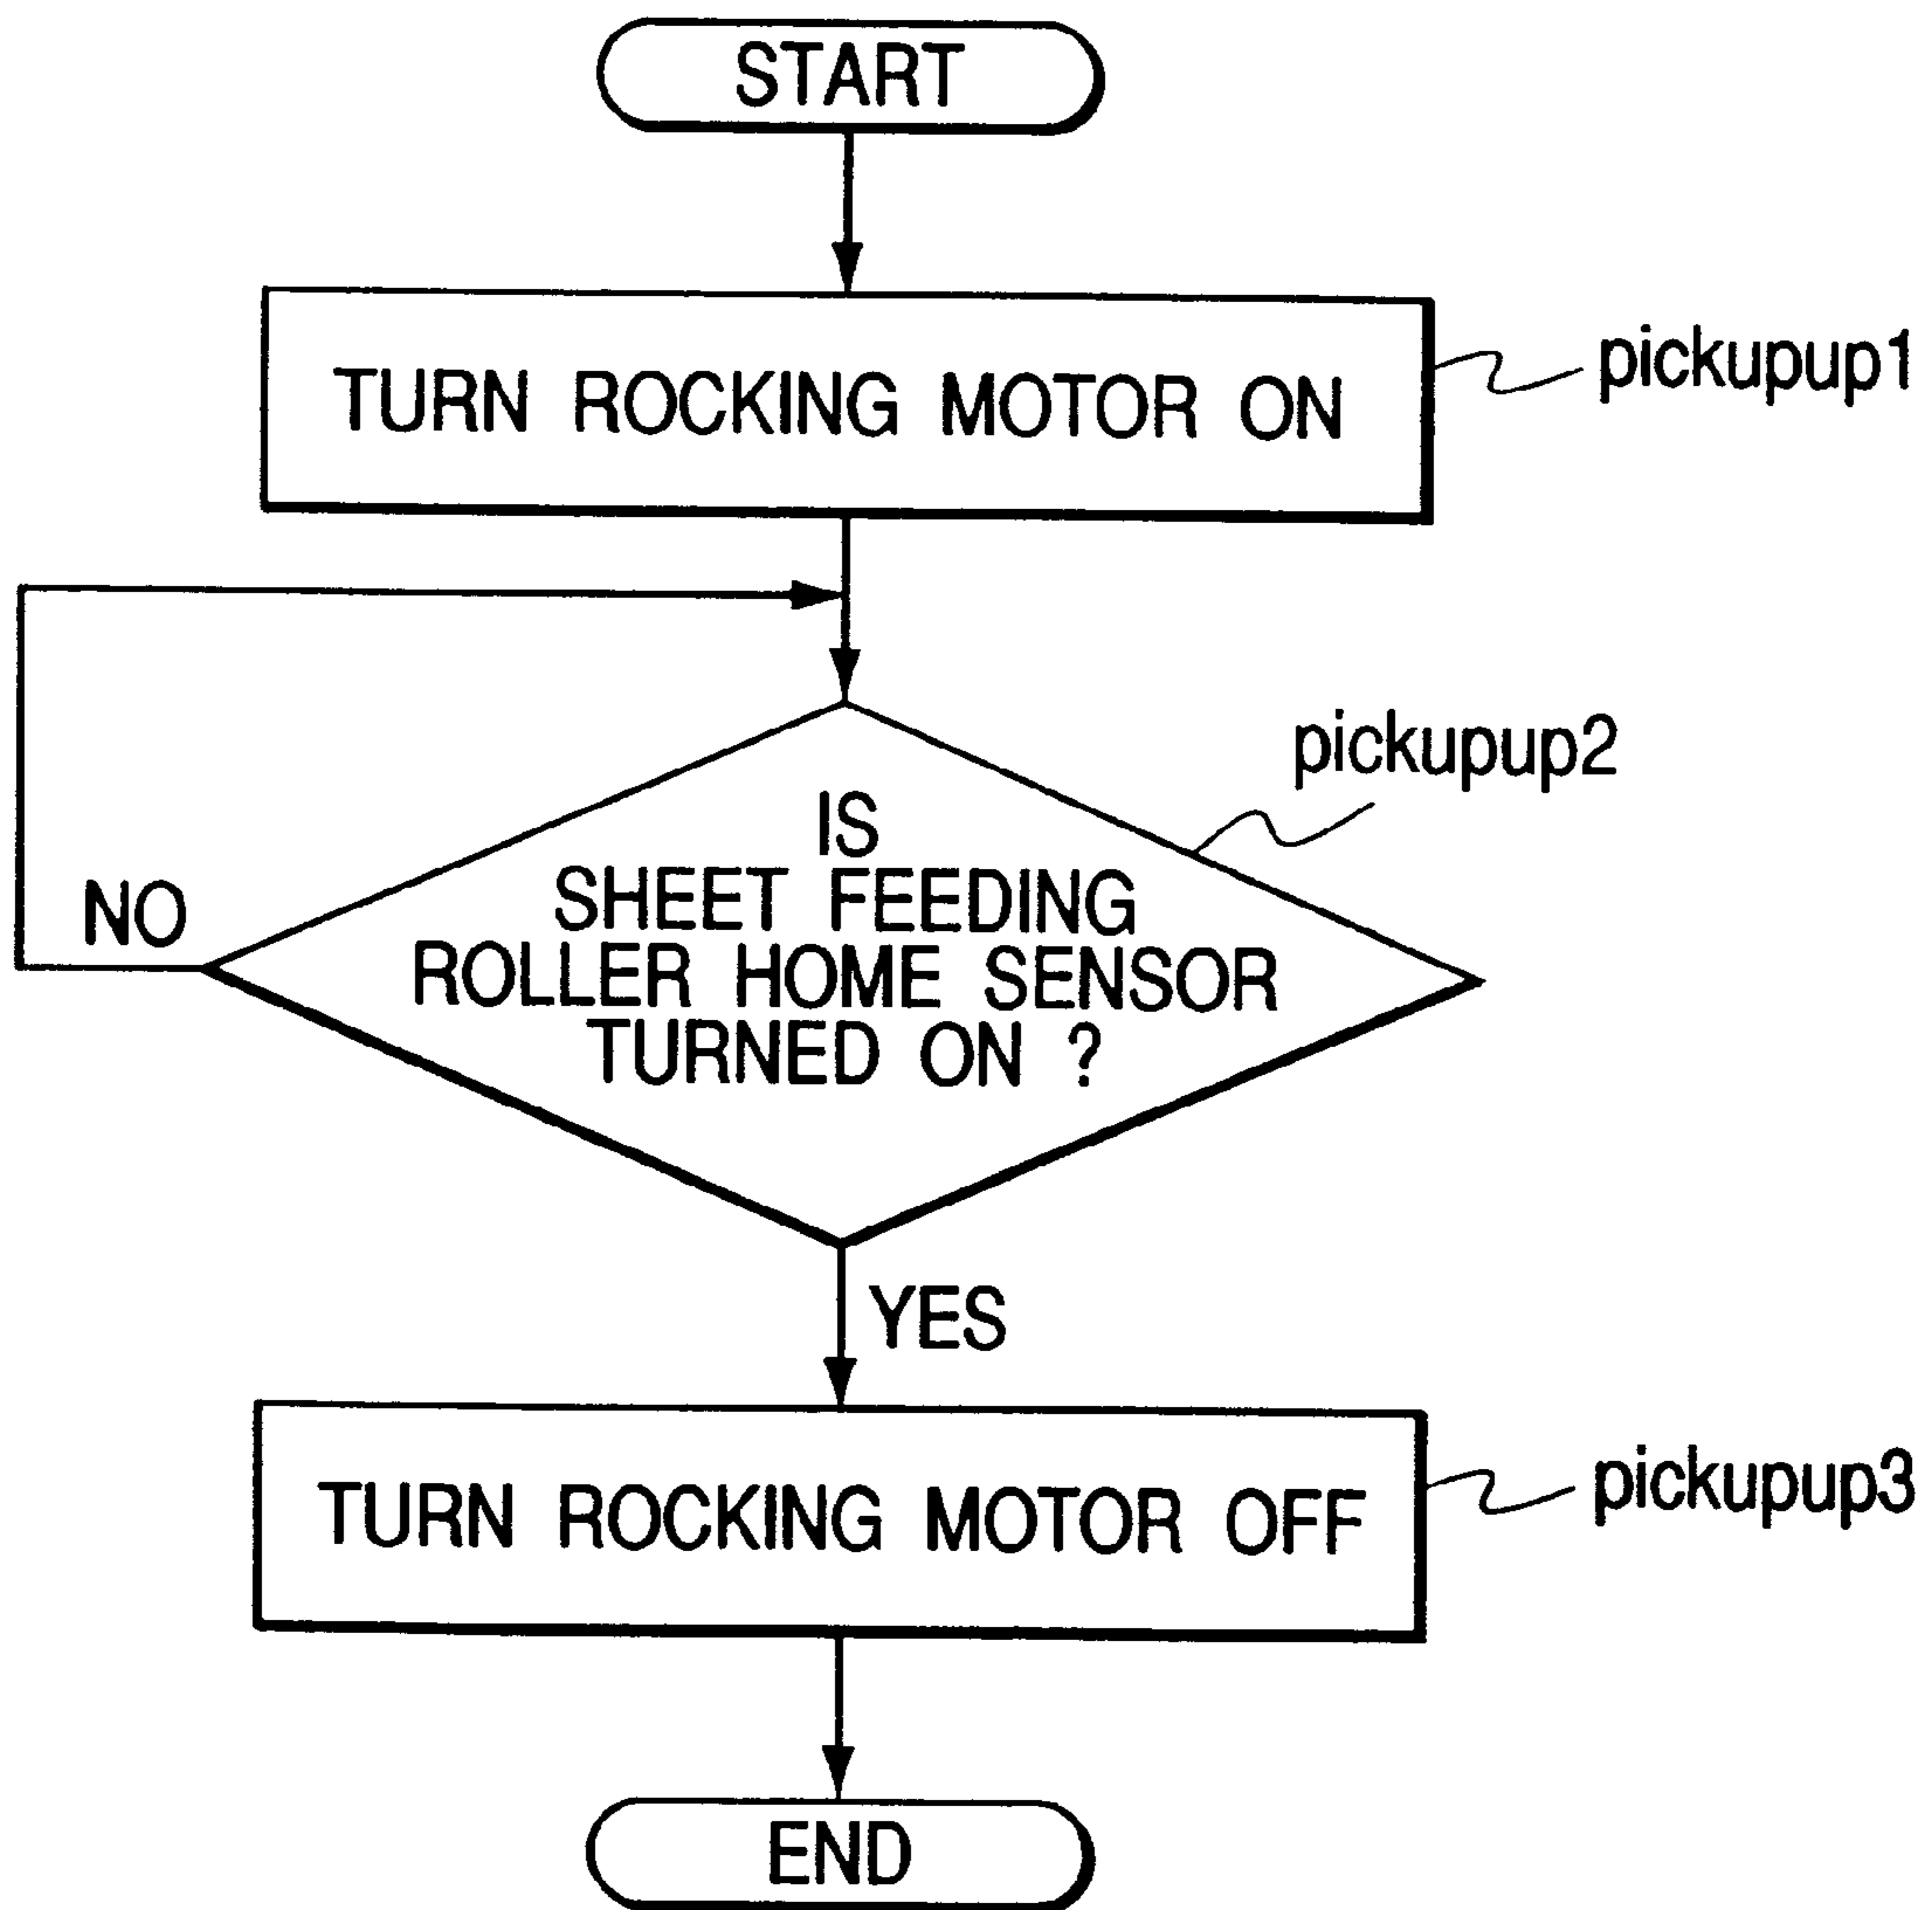 START
TURN ROCKING MOTOR ON
pickupup1
pickupup2
IS
SHEET FEEDING
ROLLER HOME SENSOR
TURNED ON ?
NO
YES
TURN ROCKING MOTOR OFF
pickupup3
END